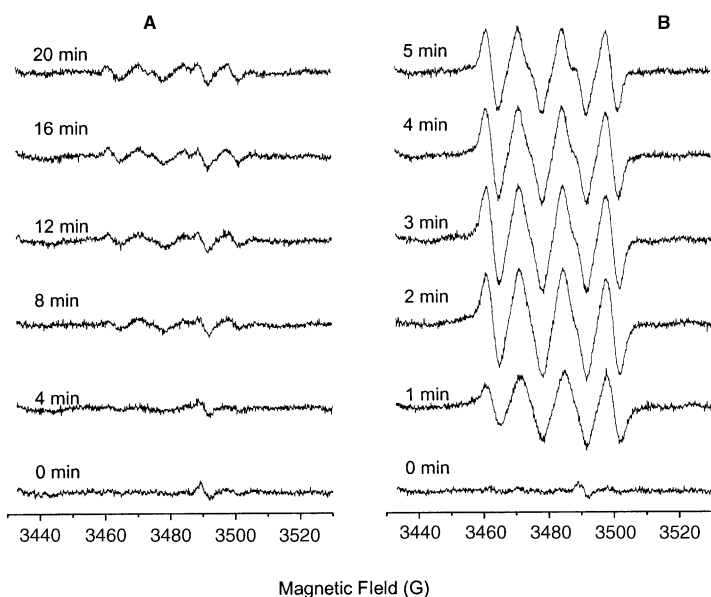 A
20 min
16 min
12 min
8 min
4 min
0 min
3440 3460 3480 3500 3520
B
5 min
4 min
3 min
2 min
1 min
0 min
3440 3460 3480 3500 3520
Magnetic FIeld (G)